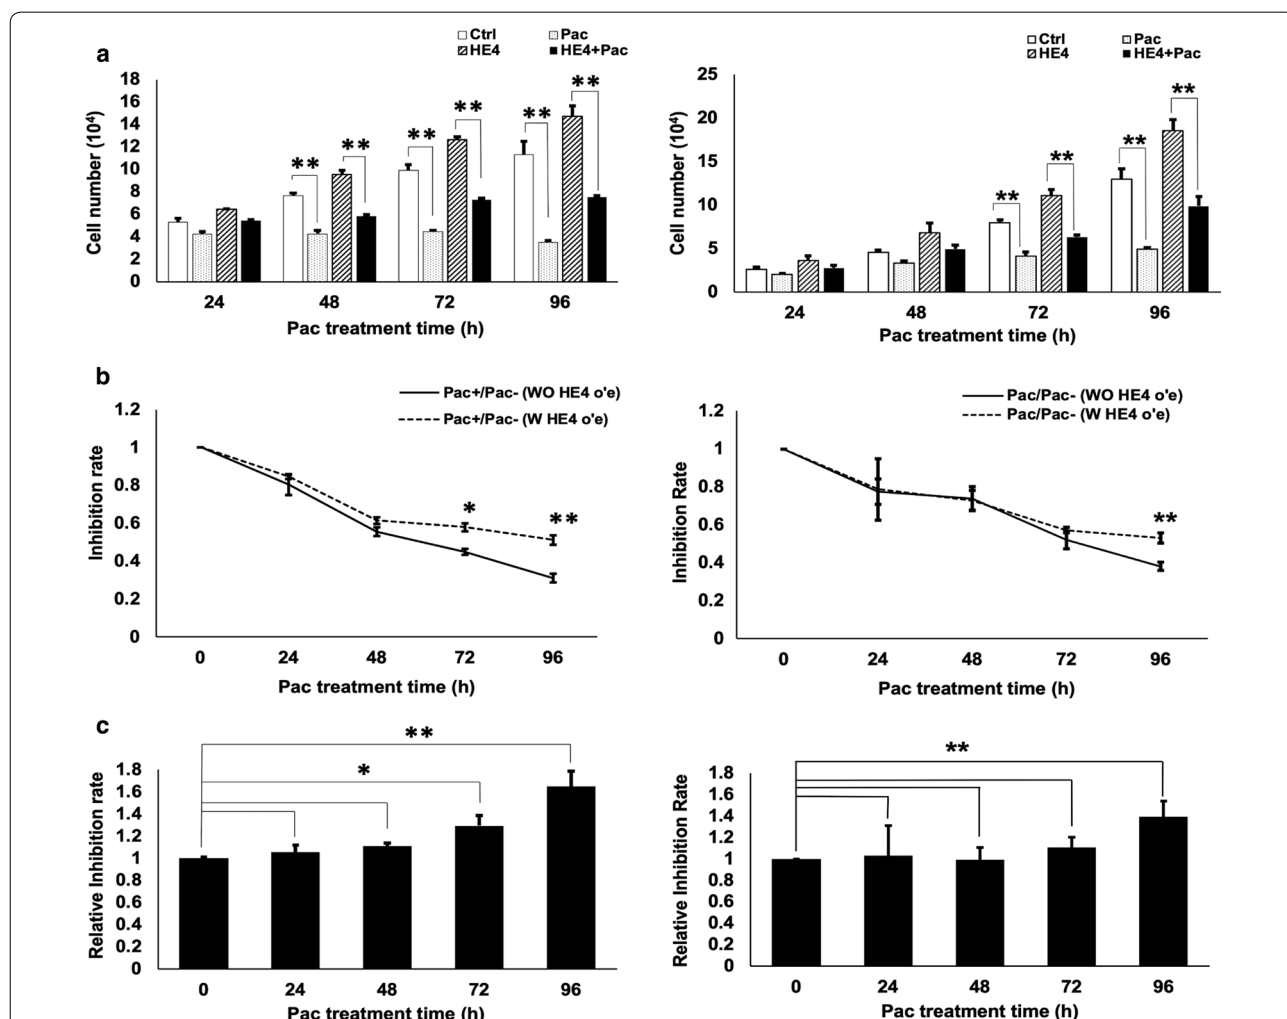 a
Ctrl Pac
HE4 HE4+Pac
18
16
14
12
10
8
6
4
2
0
Cell number (10⁴)
** ** ** ** ** **
24 48 72 96
Pac treatment time (h)
Ctrl Pac
HE4 HE4+Pac
25
20
15
10
5
0
Cell number (10⁴)
** ** ** **
24 48 72 96
Pac treatment time (h)
b
Pac+/Pac- (WO HE4 o'e)
Pac+/Pac- (W HE4 o'e)
1.2
1
0.8
0.6
0.4
0.2
0
Inhibition rate
* **
0 24 48 72 96
Pac treatment time (h)
Pac/Pac- (WO HE4 o'e)
Pac/Pac- (W HE4 o'e)
1.2
1
0.8
0.6
0.4
0.2
0
Inhibition Rate
**
0 24 48 72 96
Pac treatment time (h)
c
**
*
1.8
1.6
1.4
1.2
1
0.8
0.6
0.4
0.2
0
Relative Inhibition rate
0 24 48 72 96
Pac treatment time (h)
**
1.8
1.6
1.4
1.2
1
0.8
0.6
0.4
0.2
0
Relative Inhibition Rate
0 24 48 72 96
Pac treatment time (h)